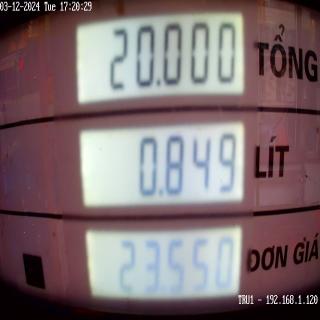 03-12-2024 Tue 17:20:29
20.000 TỔNG
0.849 LÍT
23.550 ĐƠN GIÁ
TRU1 - 192.168.1.120